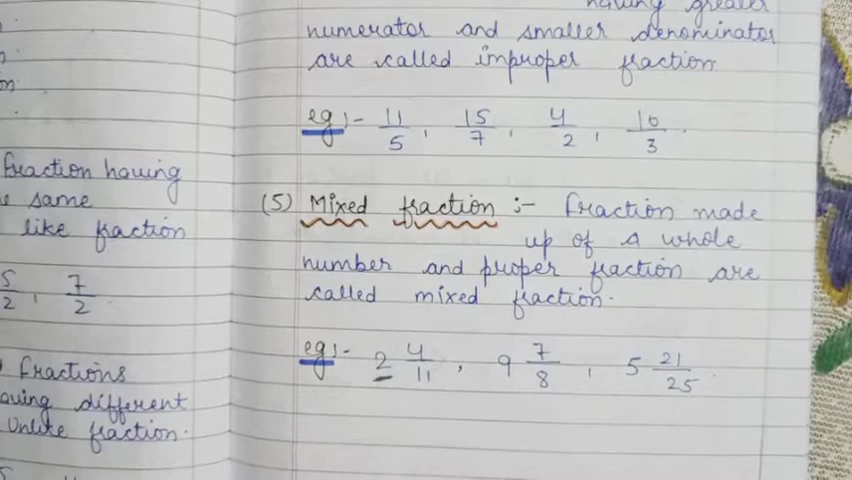 fraction having
same
like fraction
5/2, 7/2
Fractions
different
Unlike fraction.
having greater
numerator and smaller denominator
are called improper fraction
eg:- 11/5, 15/7, 4/2, 10/3.
(5) Mixed fraction :- Fraction made
up of a whole
number and proper fraction are
called mixed fraction.
eg:- 2 4/11, 9 7/8, 5 21/25.